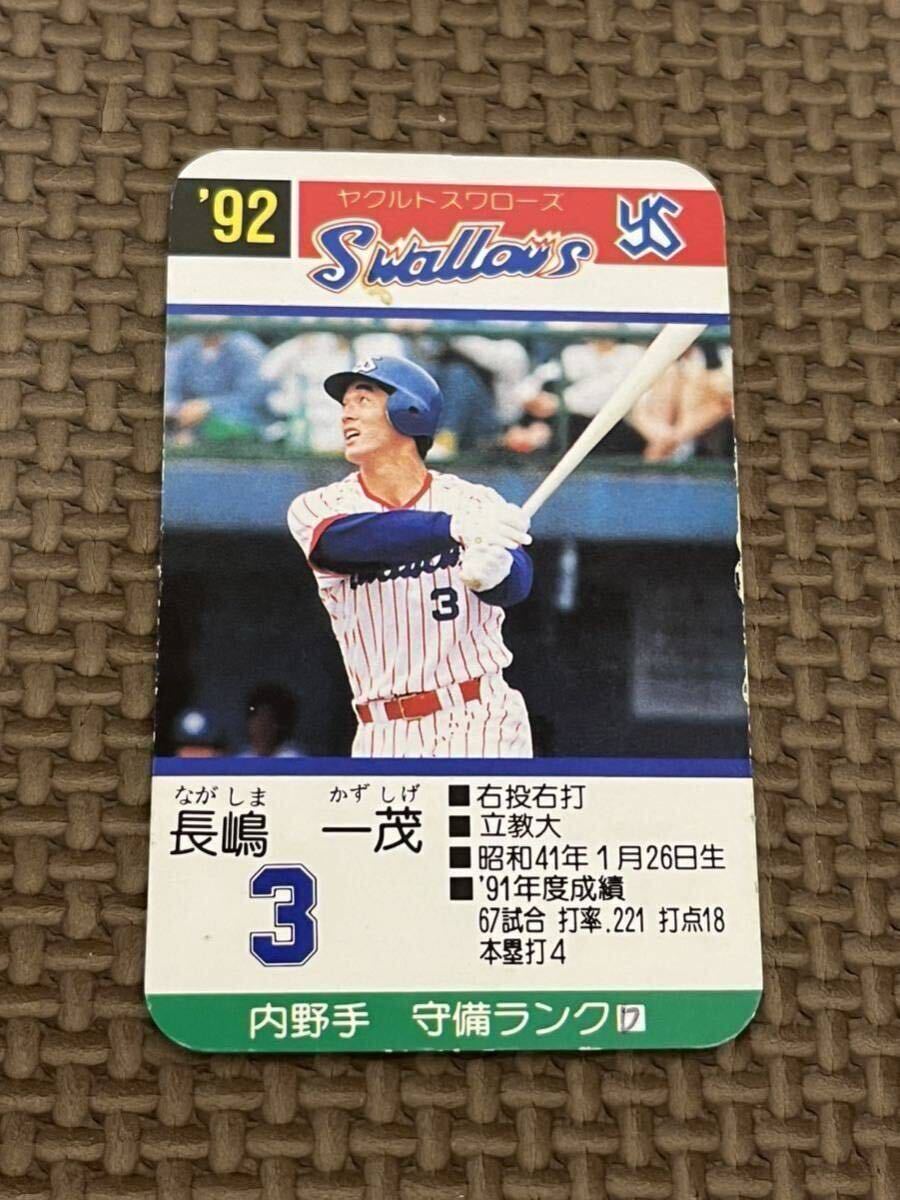 '92
ヤクルトスワローズ
Swallows
YS
3
ながしま かずしげ
長嶋 一茂
3
■右投右打
■立教大
■昭和41年1月26日生
■'91年度成績
67試合 打率.221 打点18
本塁打4
内野手 守備ランク